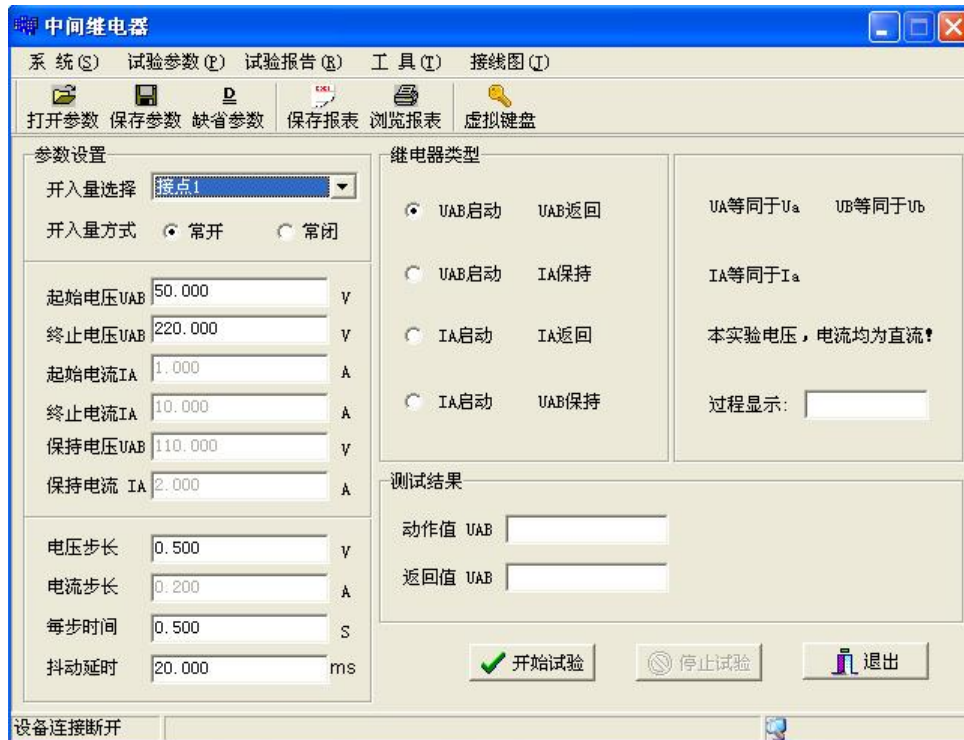 中间继电器
系 统(S) 试验参数(P) 试验报告(R) 工 具(T) 接线图(J)
打开参数 保存参数 缺省参数 保存报表 浏览报表 虚拟键盘
参数设置
开入量选择 接点1
开入量方式 常开 常闭
起始电压UAB 50.000 V
终止电压UAB 220.000 V
起始电流IA 1.000 A
终止电流IA 10.000 A
保持电压UAB 110.000 V
保持电流 IA 2.000 A
电压步长 0.500 V
电流步长 0.200 A
每步时间 0.500 S
抖动延时 20.000 ms
继电器类型
UAB启动 UAB返回
UAB启动 IA保持
IA启动 IA返回
IA启动 UAB保持
UA等同于Ua UB等同于Ub
IA等同于Ia
本实验电压，电流均为直流!
过程显示:
测试结果
动作值 UAB
返回值 UAB
开始试验 停止试验 退出
设备连接断开